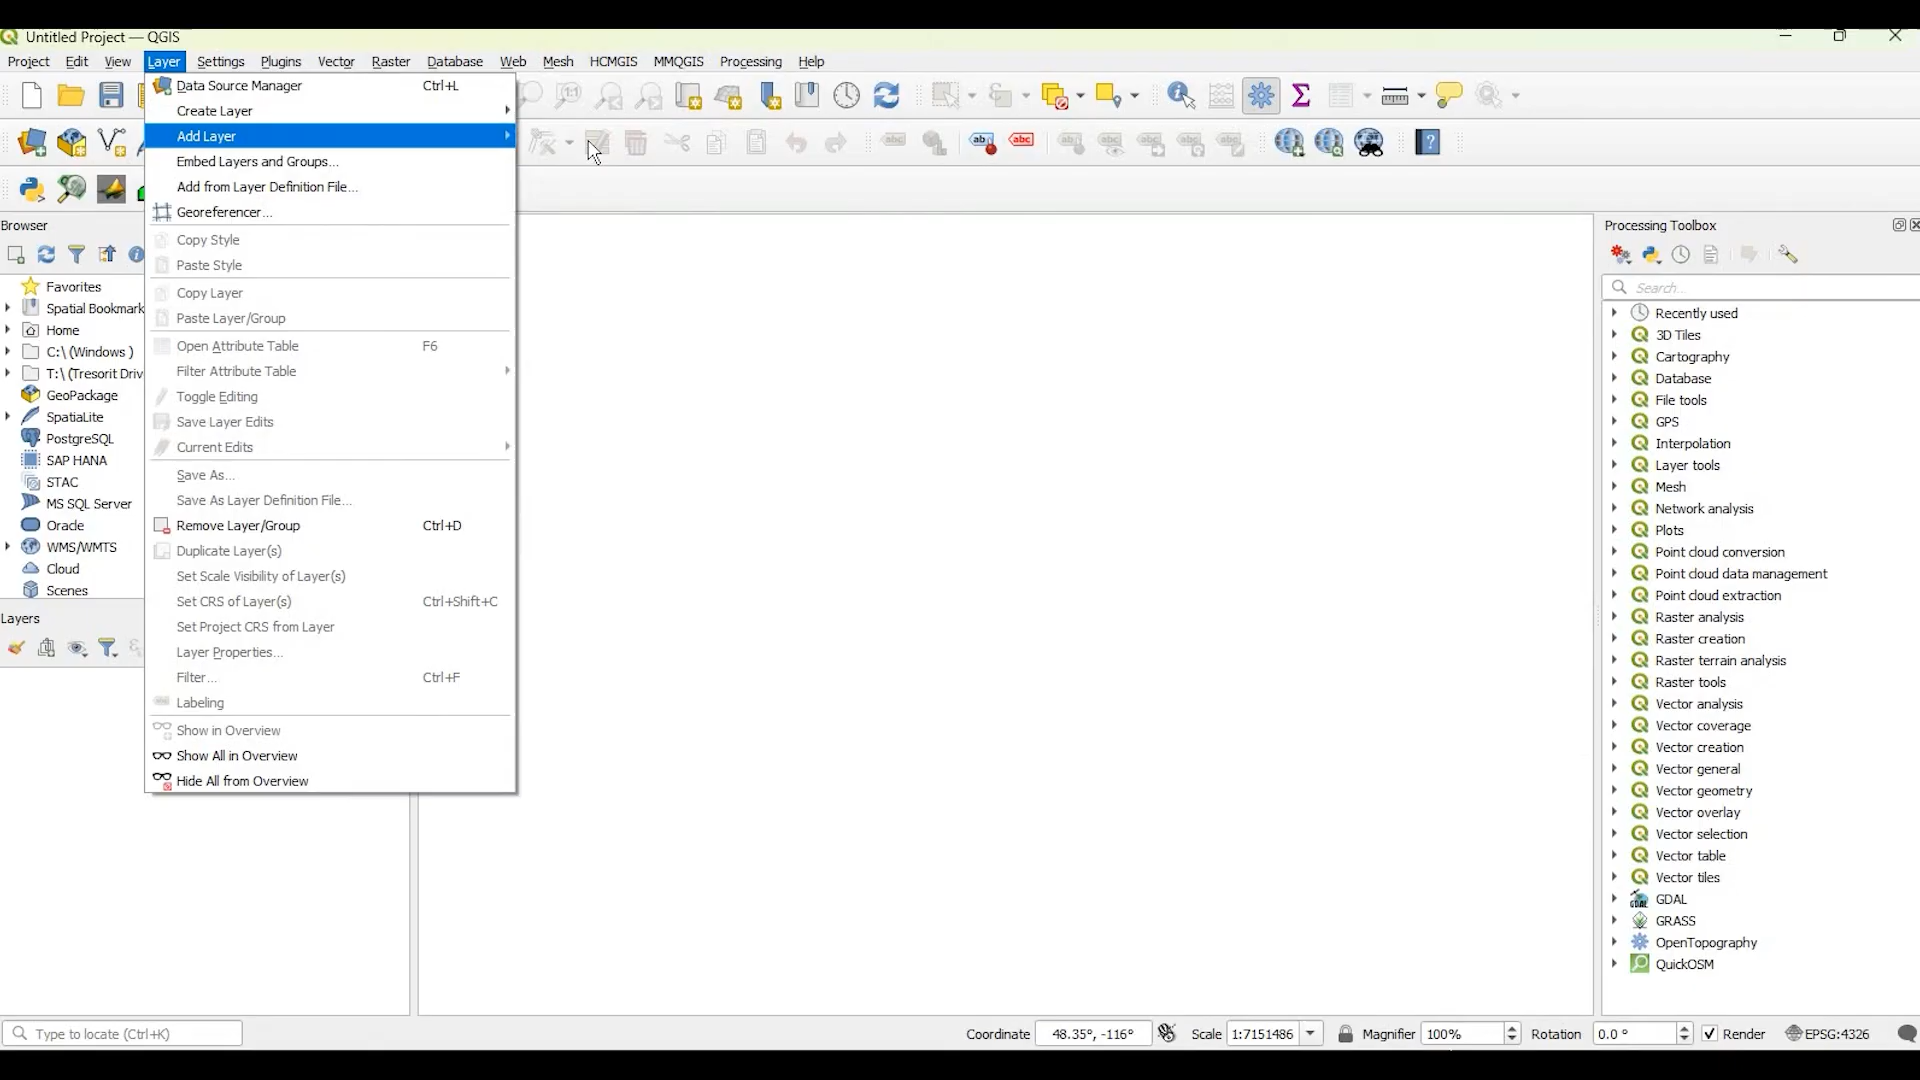 Untitled Project — QGIS
Project Edit View Layer Settings Plugins Vector Raster Database Web Mesh HCMGIS MMQGIS Processing Help
Data Source Manager Ctrl+L
Create Layer
Add Layer
Embed Layers and Groups...
Add from Layer Definition File...
Georeferencer...
Copy Style
Paste Style
Copy Layer
Paste Layer/Group
Open Attribute Table F6
Filter Attribute Table
Toggle Editing
Save Layer Edits
Current Edits
Save As...
Save As Layer Definition File...
Remove Layer/Group Ctrl+D
Duplicate Layer(s)
Set Scale Visibility of Layer(s)
Set CRS of Layer(s) Ctrl+Shift+C
Set Project CRS from Layer
Layer Properties...
Filter... Ctrl+F
Labeling
Show in Overview
Show All in Overview
Hide All from Overview
Browser
Favorites
Spatial Bookmark
Home
C:\ (Windows )
T:\ (Tresorit Driv
GeoPackage
SpatiaLite
PostgreSQL
SAP HANA
STAC
MS SQL Server
Oracle
WMS/WMTS
Cloud
Scenes
Layers
Processing Toolbox
Search...
Recently used
3D Tiles
Cartography
Database
File tools
GPS
Interpolation
Layer tools
Mesh
Network analysis
Plots
Point cloud conversion
Point cloud data management
Point cloud extraction
Raster analysis
Raster creation
Raster terrain analysis
Raster tools
Vector analysis
Vector coverage
Vector creation
Vector general
Vector geometry
Vector overlay
Vector selection
Vector table
Vector tiles
GDAL
GRASS
OpenTopography
QuickOSM
Type to locate (Ctrl+K) Coordinate 48.35°, -116° Scale 1:7151486 Magnifier 100% Rotation 0.0 ° Render EPSG:4326